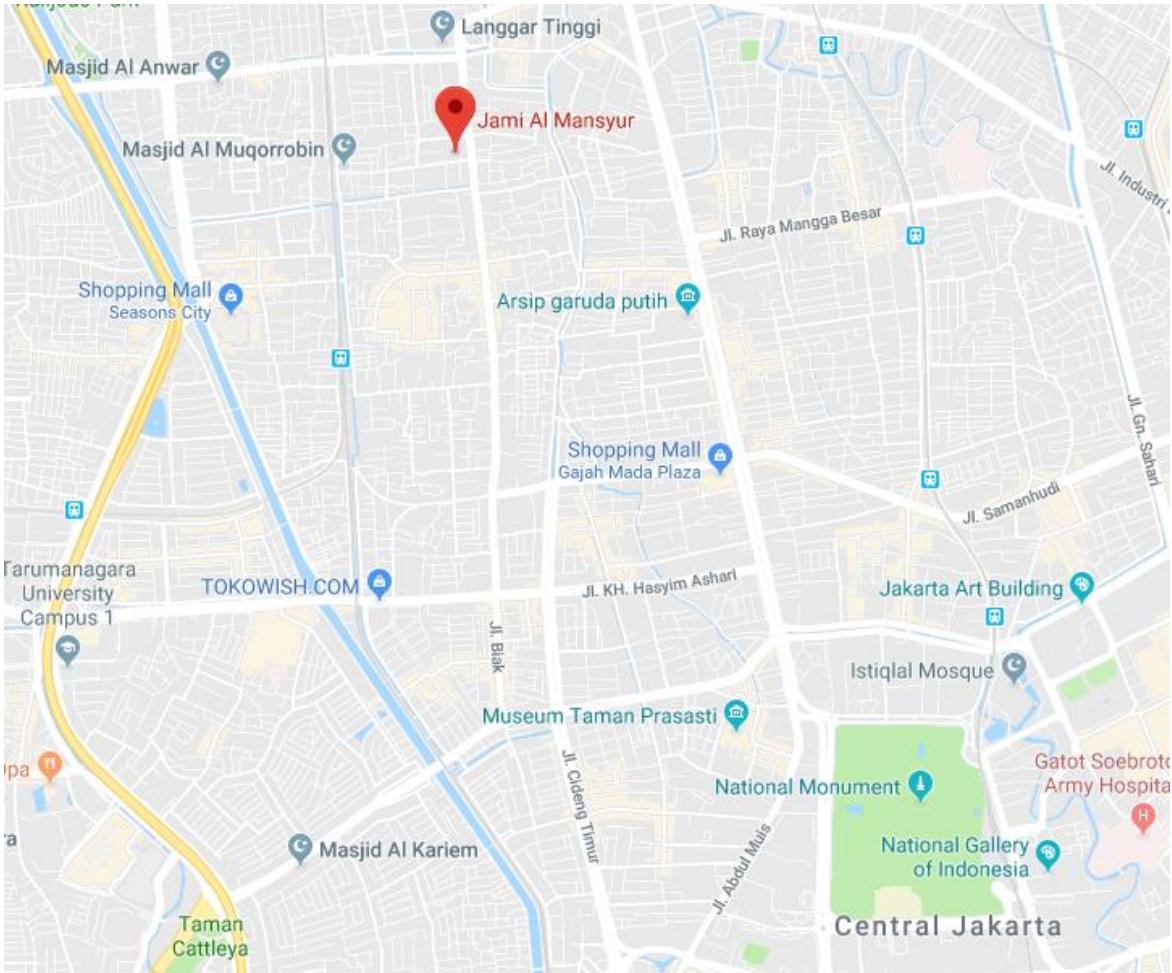 Langgar Tinggi
Masjid Al Anwar
Jami Al Mansyur
Masjid Al Muqorrobin
Jl. Industri
Jl. Raya Mangga Besar
Shopping Mall
Seasons City
Arsip garuda putih
Jl. Gn. Sahari
Shopping Mall
Gajah Mada Plaza
Jl. Samanhudi
Tarumanagara
University
Campus 1
TOKOWISH.COM
Jl. KH. Hasyim Ashari
Jakarta Art Building
Jl. Biak
Istiqlal Mosque
Museum Taman Prasasti
Opa
Jl. Cideng Timur
National Monument
Gatot Soebroto
Army Hospita
H
ra
Masjid Al Kariem
Jl. Abdul Muis
National Gallery
of Indonesia
Taman
Cattleya
Central Jakarta